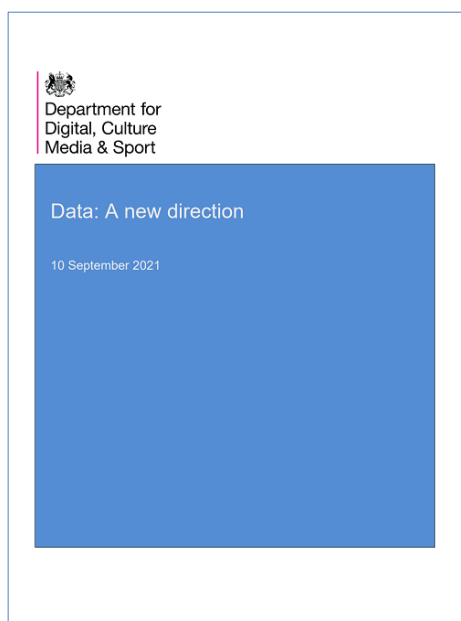 Department for
Digital, Culture
Media & Sport
Data: A new direction
10 September 2021